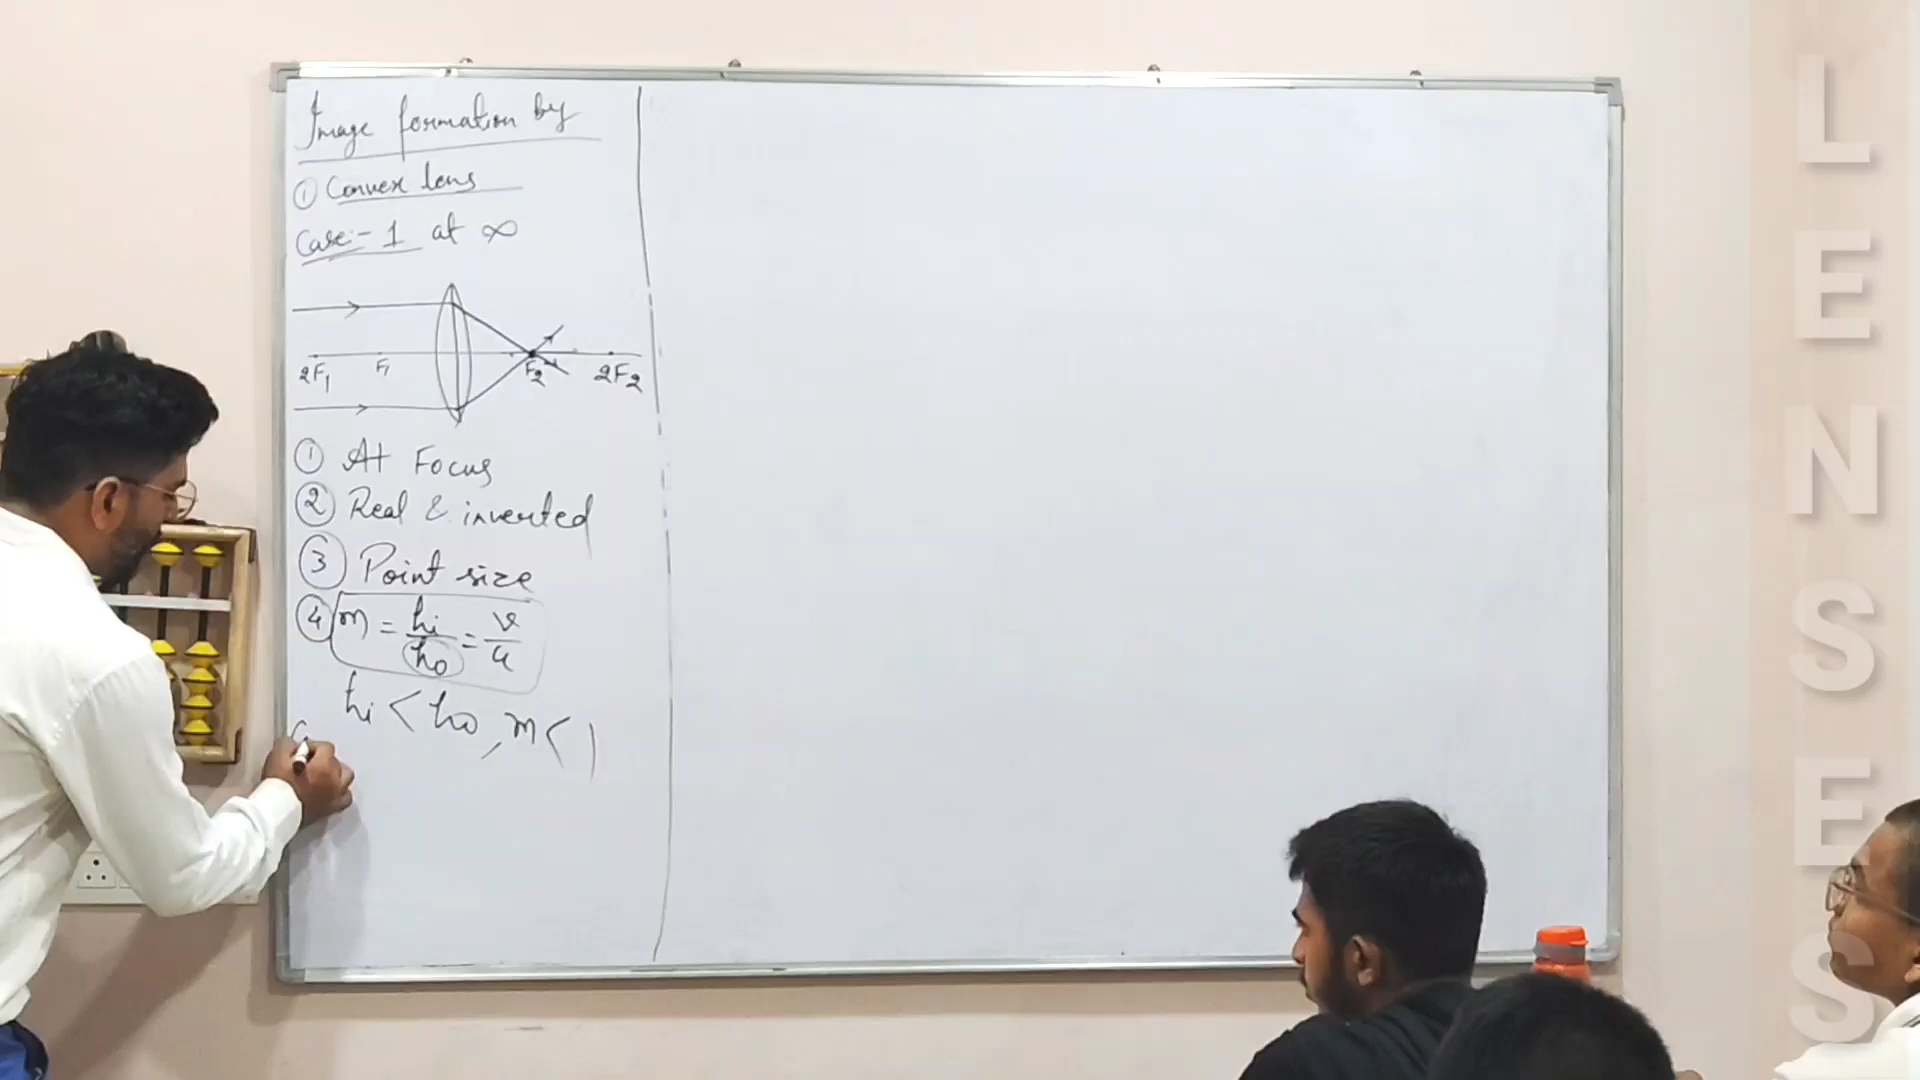 Image formation by
① Convex lens
Case:- 1 at ∞
2F₁ F₁ F₂ 2F₂
① At Focus
② Real & inverted
③ Point size
④ m = hi/ho = v/u
hi < ho, m < 1
LENSES